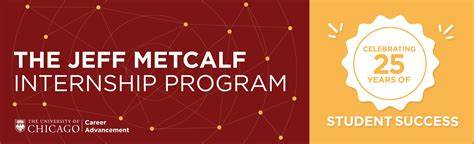 THE JEFF METCALF
INTERNSHIP PROGRAM
THE UNIVERSITY OF
CHICAGO
Career
Advancement
CELEBRATING
25
YEARS OF
STUDENT SUCCESS